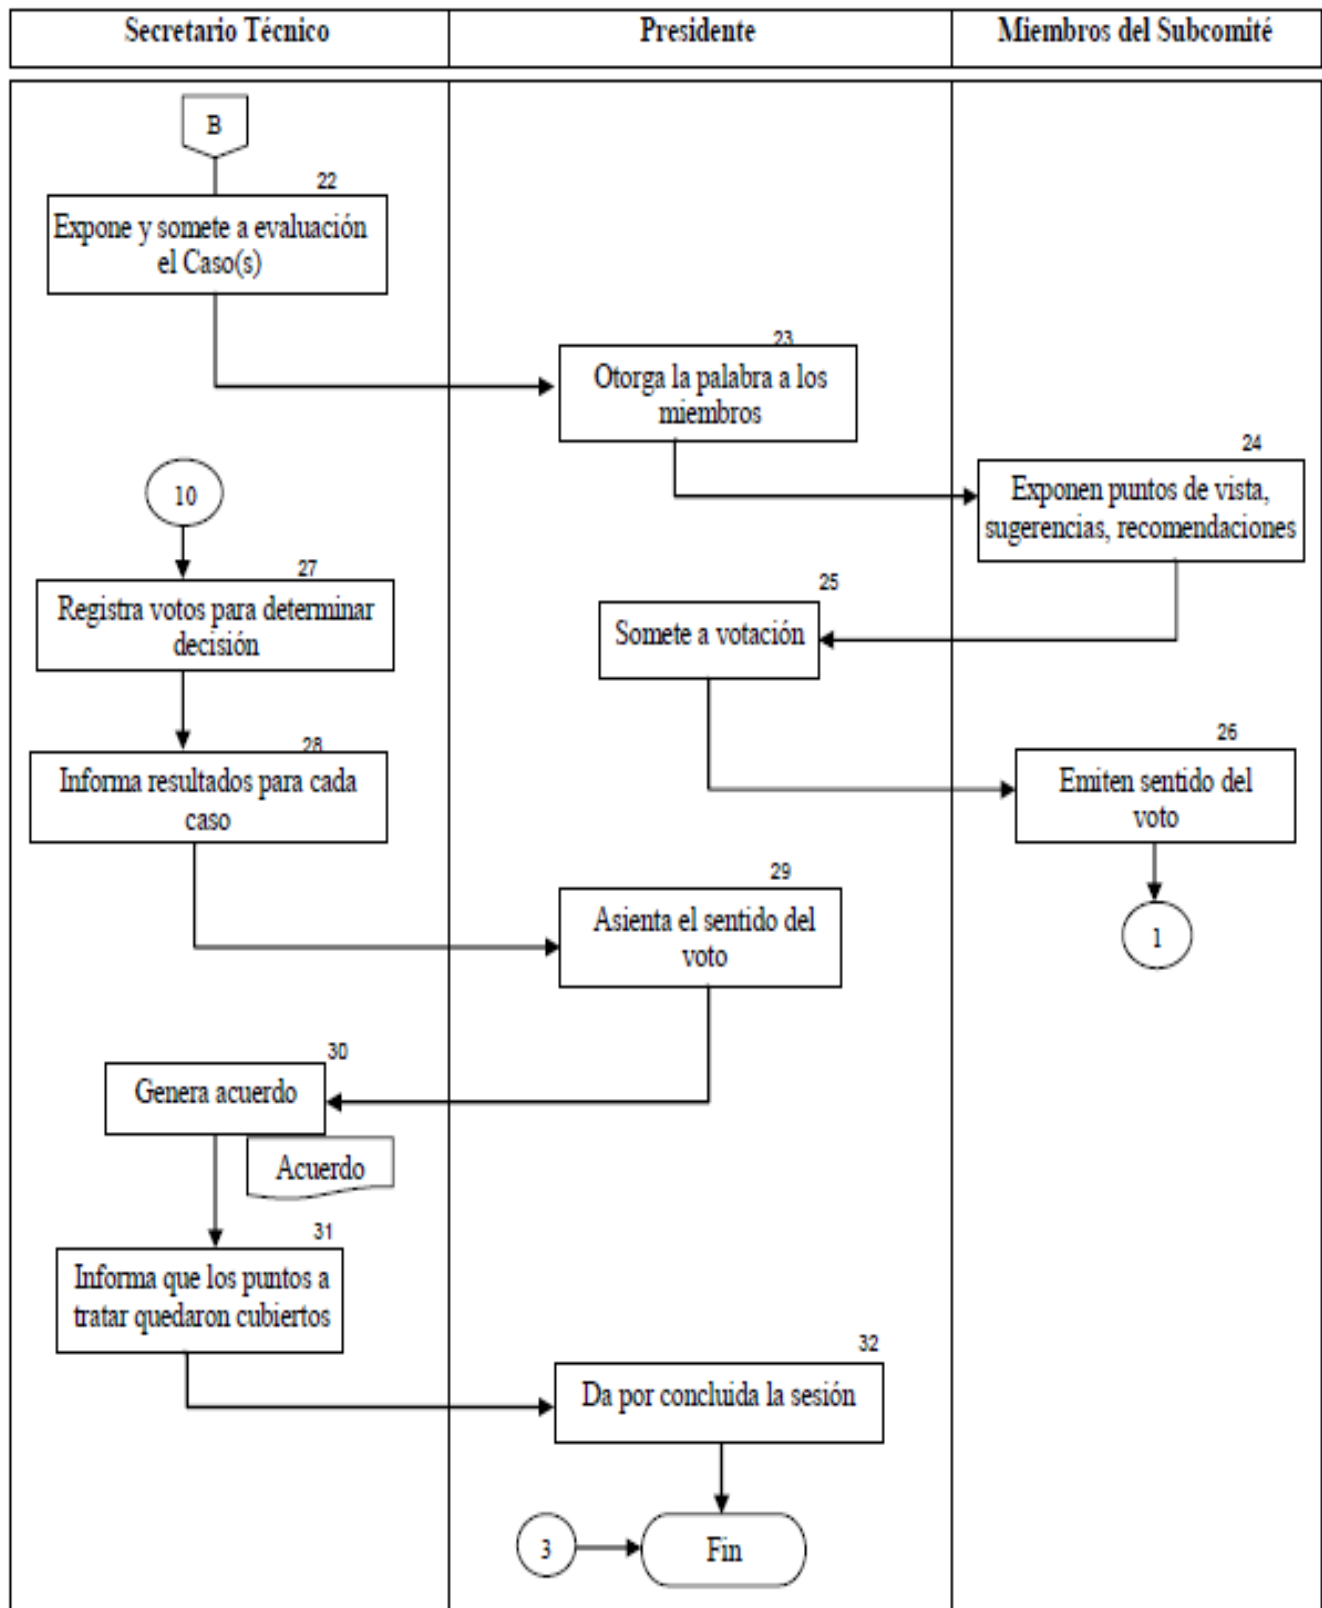 Secretario Técnico
Presidente
Miembros del Subcomité
B
22
Expone y somete a evaluación
el Caso(s)
23
Otorga la palabra a los
miembros
24
Exponen puntos de vista,
sugerencias, recomendaciones
10
27
Registra votos para determinar
decisión
25
Somete a votación
28
Informa resultados para cada
caso
26
Emiten sentido del
voto
1
29
Asienta el sentido del
voto
30
Genera acuerdo
Acuerdo
31
Informa que los puntos a
tratar quedaron cubiertos
32
Da por concluida la sesión
3
Fin